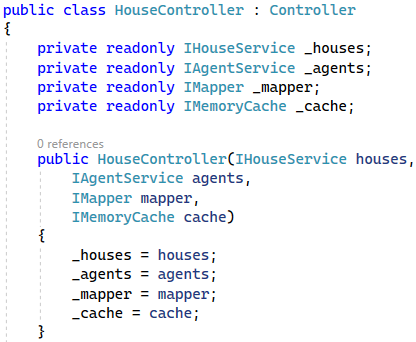 public class HouseController : Controller
{
    private readonly IHouseService _houses;
    private readonly IAgentService _agents;
    private readonly IMapper _mapper;
    private readonly IMemoryCache _cache;
    0 references
    public HouseController(IHouseService houses,
        IAgentService agents,
        IMapper mapper,
        IMemoryCache cache)
    {
        _houses = houses;
        _agents = agents;
        _mapper = mapper;
        _cache = cache;
    }